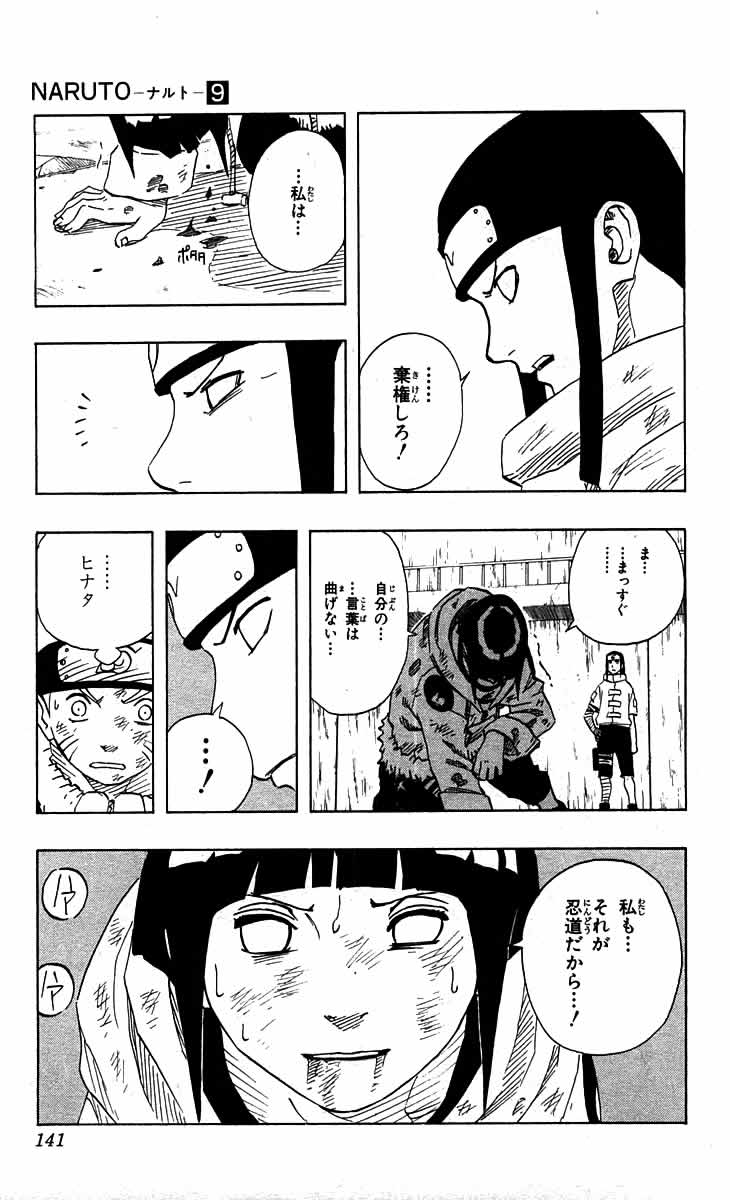 NARUTO－ナルト－ 9
……
棄権しろ！
…私は…
ポタタ
ま…
…まっすぐ
自分の…
…言葉は
曲げない…
…！
……
ヒナタ
私も…
それが
忍道だから…！
ハァ
ハァ
141